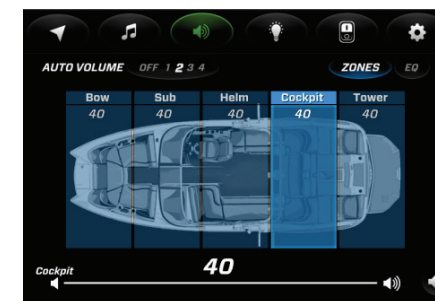 AUTO VOLUME OFF 1 2 3 4 ZONES EQ
Bow Sub Helm Cockpit Tower
40 40 40 40 40
Cockpit 40